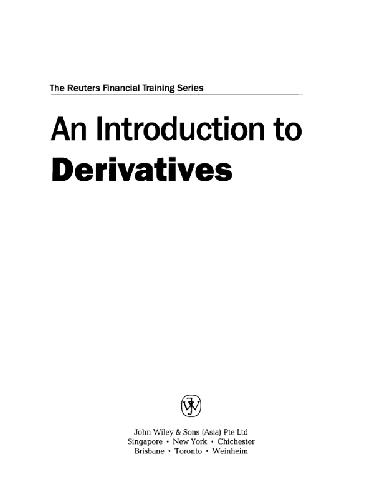 The Reuters Financial Training Series
An Introduction to
Derivatives
John Wiley & Sons (Asia) Pte Ltd
Singapore • New York • Chichester
Brisbane • Toronto • Weinheim